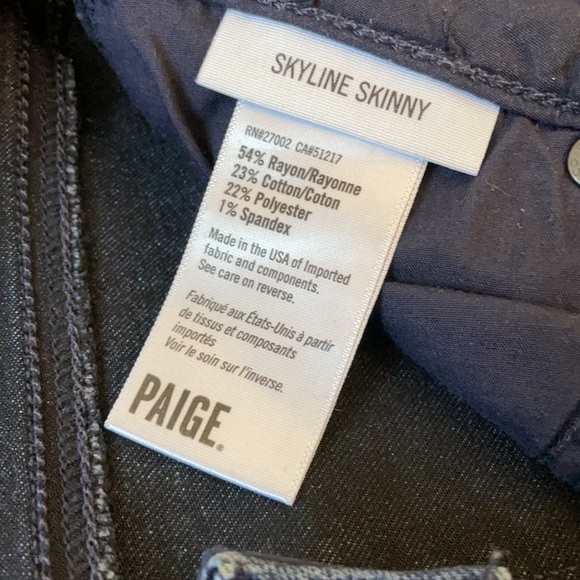 SKYLINE SKINNY
RN#27002 CA#51217
54% Rayon/Rayonne
23% Cotton/Coton
22% Polyester
1% Spandex
Made in the USA of Imported
fabric and components.
See care on reverse.
Fabriqué aux États-Unis à partir
de tissus et composants
importés
Voir le soin sur l'inverse.
PAIGE®